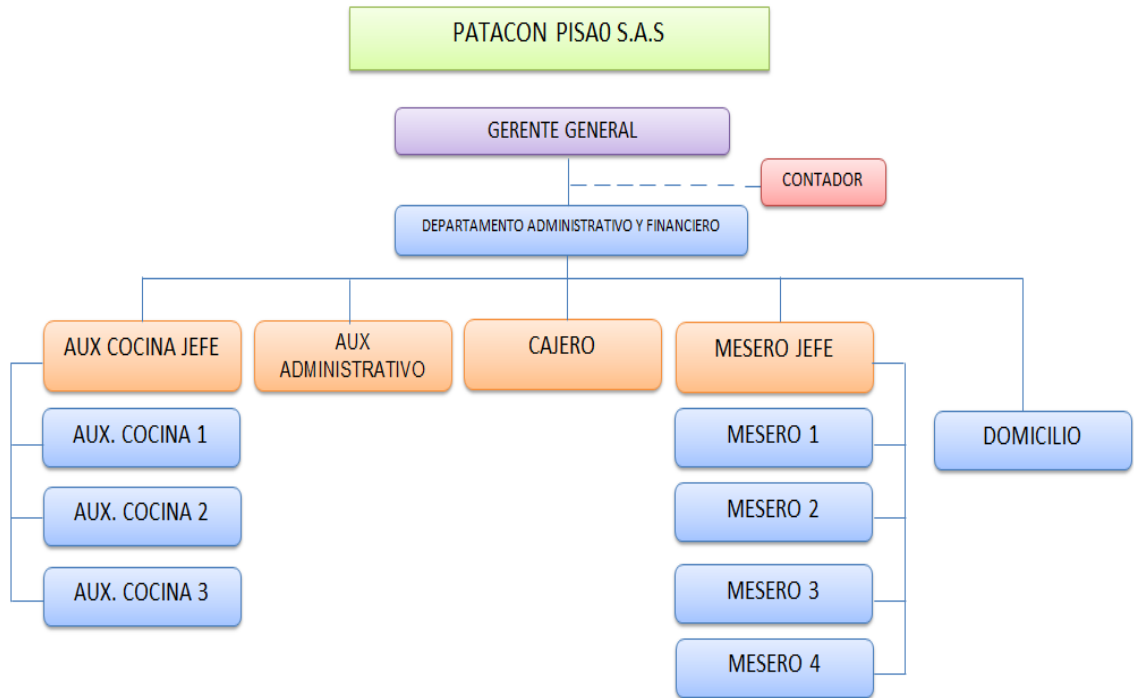 PATACON PISA0 S.A.S
GERENTE GENERAL
CONTADOR
DEPARTAMENTO ADMINISTRATIVO Y FINANCIERO
AUX COCINA JEFE
AUX
ADMINISTRATIVO
CAJERO
MESERO JEFE
AUX. COCINA 1
MESERO 1
DOMICILIO
AUX. COCINA 2
MESERO 2
AUX. COCINA 3
MESERO 3
MESERO 4